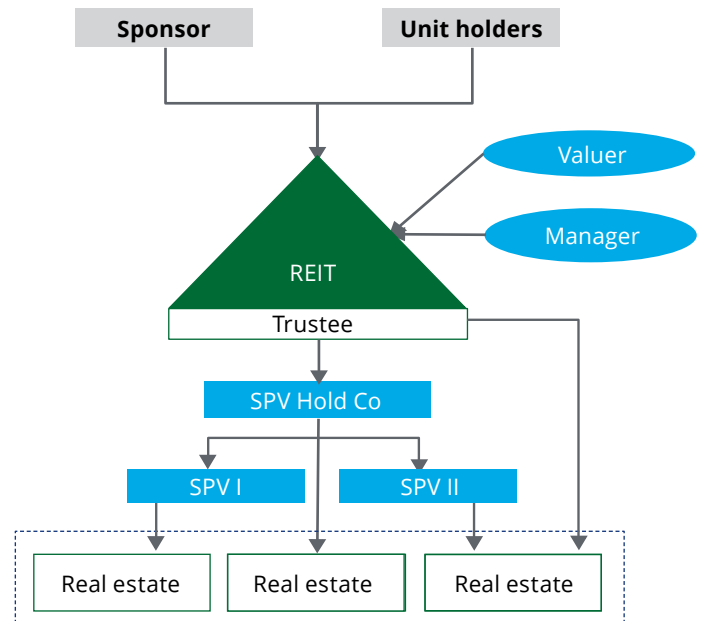 Sponsor
Unit holders
Valuer
Manager
REIT
Trustee
SPV Hold Co
SPV I
SPV II
Real estate
Real estate
Real estate